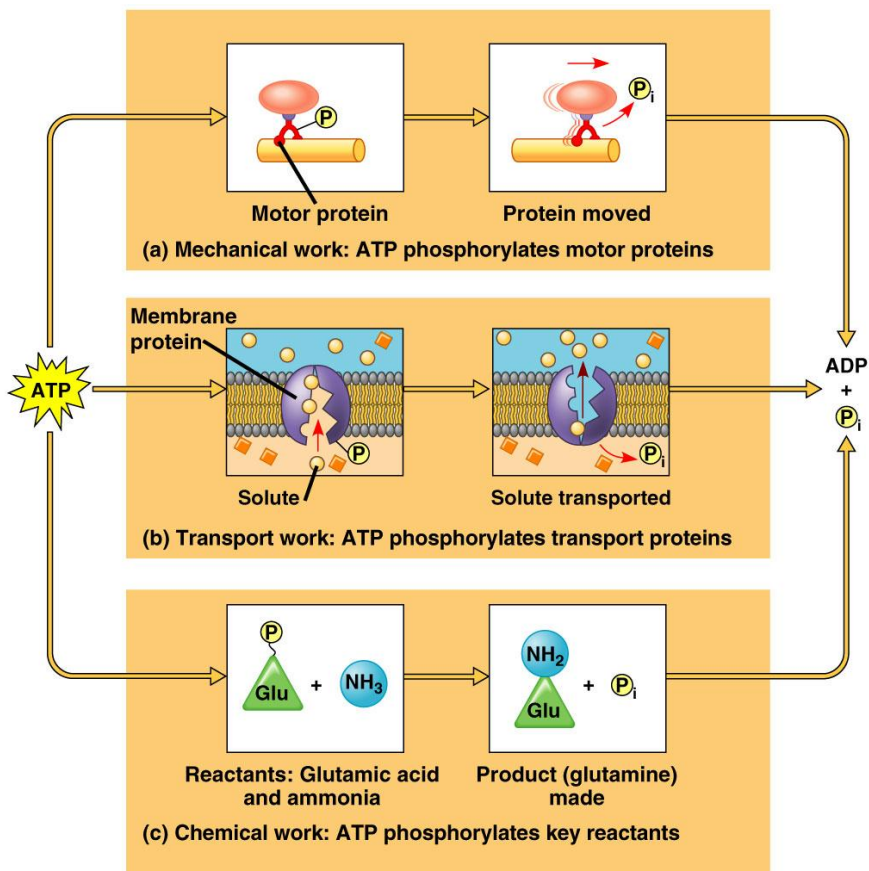 P
P i
Motor protein
Protein moved
(a) Mechanical work: ATP phosphorylates motor proteins
Membrane
protein
ATP
P
P i
ADP
+
P i
Solute
Solute transported
(b) Transport work: ATP phosphorylates transport proteins
P
Glu
+
NH3
NH2
Glu
+
P i
Reactants: Glutamic acid
and ammonia
Product (glutamine)
made
(c) Chemical work: ATP phosphorylates key reactants